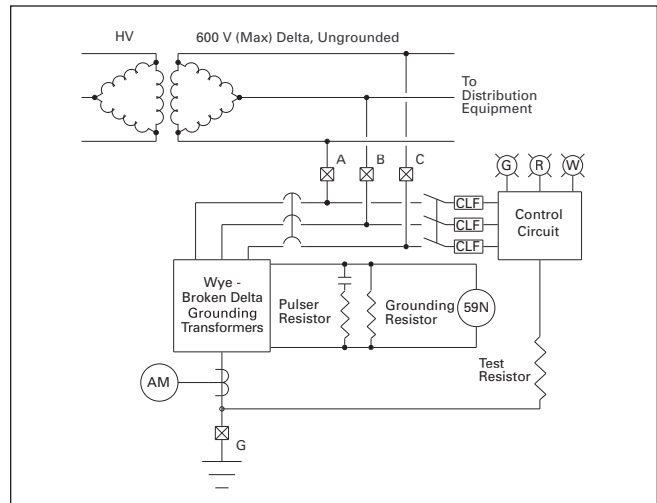 HV
600 V (Max) Delta, Ungrounded
To
Distribution
Equipment
A
B
C
G
R
W
CLF
CLF
CLF
Control
Circuit
Wye -
Broken Delta
Grounding
Transformers
Pulser
Resistor
Grounding
Resistor
59N
Test
Resistor
AM
G